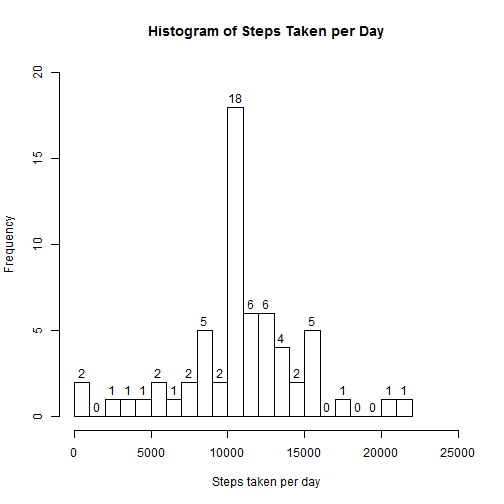 Histogram of Steps Taken per Day
Frequency
20
15
10
5
0
2 0 1 1 1 2 1 2 5 2 18 6 6 4 2 5 0 1 0 0 1 1
0 5000 10000 15000 20000 25000
Steps taken per day